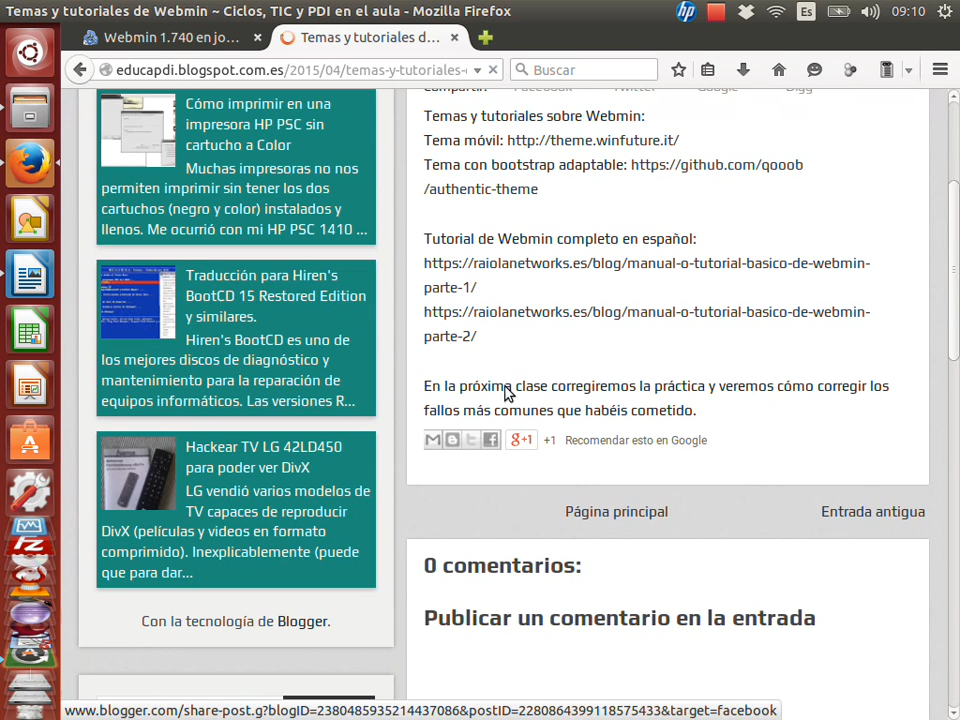 Temas y tutoriales de Webmin ~ Ciclos, TIC y PDI en el aula - Mozilla Firefox
Es
09:10
Webmin 1.740 en jo...
Temas y tutoriales d...
educapdi.blogspot.com.es/2015/04/temas-y-tutoriales-
Buscar
Cómo imprimir en una
impresora HP PSC sin
cartucho a Color
Muchas impresoras no nos
permiten imprimir sin tener los dos
cartuchos (negro y color) instalados y
llenos. Me ocurrió con mi HP PSC 1410 ...
Traducción para Hiren's
BootCD 15 Restored Edition
y similares.
Hiren's BootCD es uno de
los mejores discos de diagnóstico y
mantenimiento para la reparación de
equipos informáticos. Las versiones R...
Hackear TV LG 42LD450
para poder ver DivX
LG vendió varios modelos de
TV capaces de reproducir
DivX (películas y videos en formato
comprimido). Inexplicablemente (puede
que para dar...
Con la tecnología de Blogger.
Temas y tutoriales sobre Webmin:
Tema móvil: http://theme.winfuture.it/
Tema con bootstrap adaptable: https://github.com/qooob
/authentic-theme
Tutorial de Webmin completo en español:
https://raiolanetworks.es/blog/manual-o-tutorial-basico-de-webmin-
parte-1/
https://raiolanetworks.es/blog/manual-o-tutorial-basico-de-webmin-
parte-2/
En la próxima clase corregiremos la práctica y veremos cómo corregir los
fallos más comunes que habéis cometido.
g+1 +1 Recomendar esto en Google
Página principal
Entrada antigua
0 comentarios:
Publicar un comentario en la entrada
www.blogger.com/share-post.g?blogID=2380485935214437086&postID=2280864399118575433&target=facebook